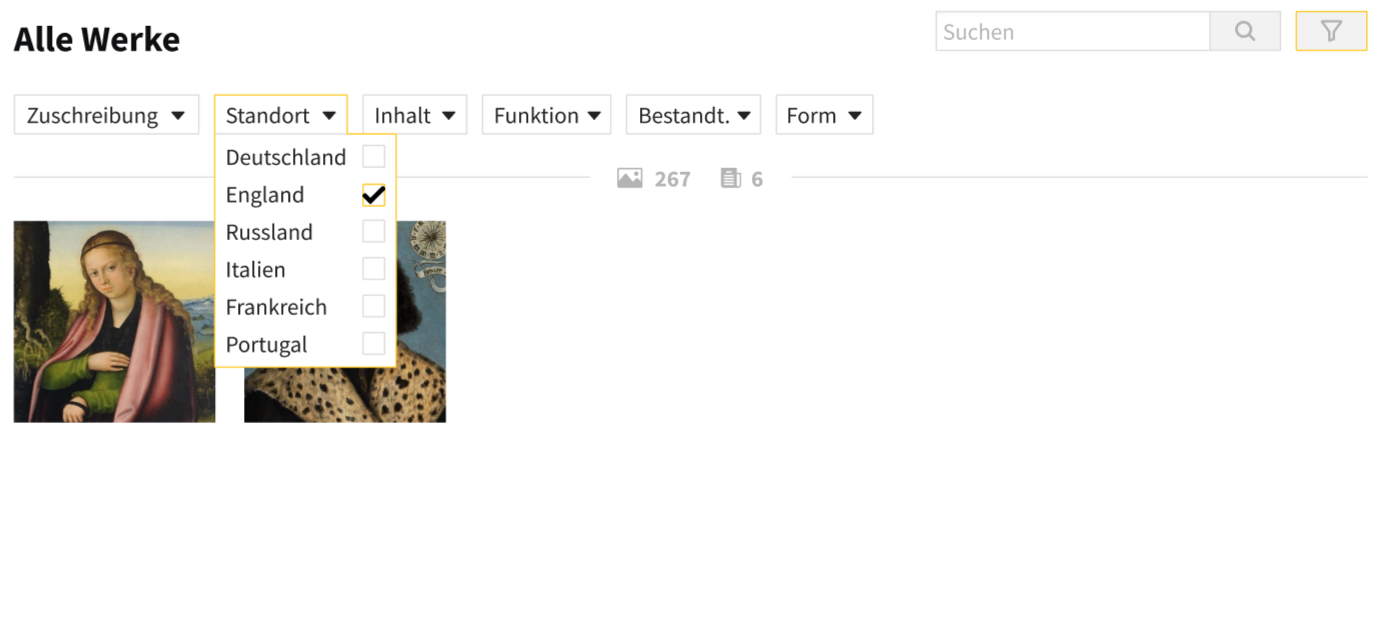 Alle Werke
Suchen
Zuschreibung
Standort
Inhalt
Funktion
Bestandt.
Form
Deutschland
England
Russland
Italien
Frankreich
Portugal
267
6